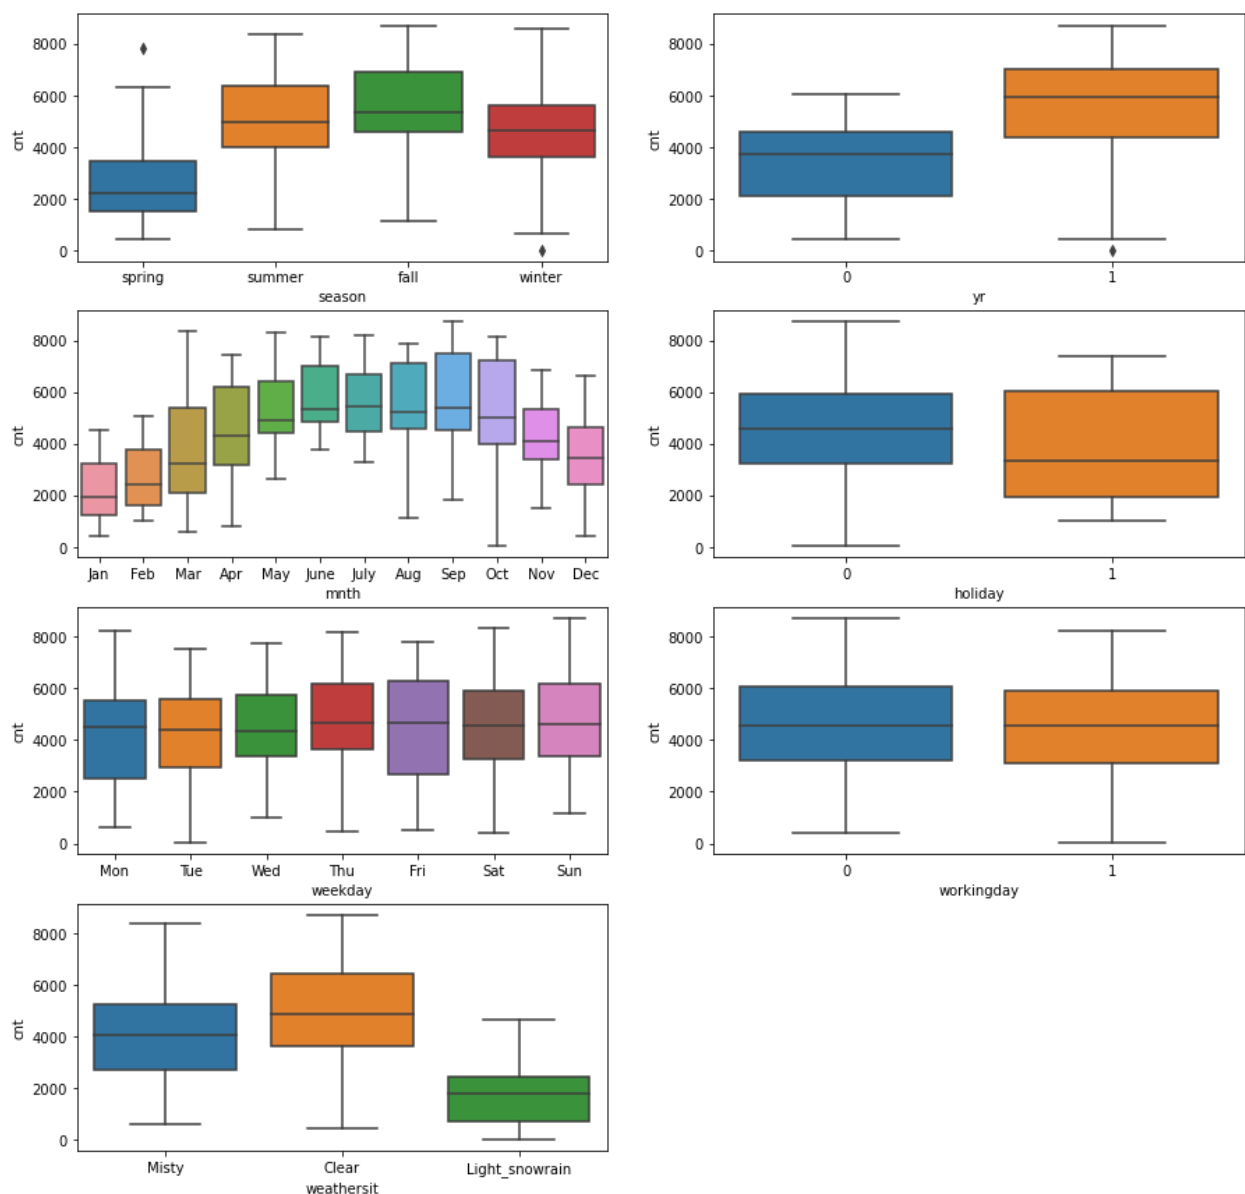 8000
6000
4000
2000
0
cnt
spring summer fall winter
season
8000
6000
4000
2000
0
cnt
0 1
yr
8000
6000
4000
2000
0
cnt
Jan Feb Mar Apr May June July Aug Sep Oct Nov Dec
mnth
8000
6000
4000
2000
0
cnt
0 1
holiday
8000
6000
4000
2000
0
cnt
Mon Tue Wed Thu Fri Sat Sun
weekday
8000
6000
4000
2000
0
cnt
0 1
workingday
8000
6000
4000
2000
0
cnt
Misty Clear Light_snowrain
weathersit